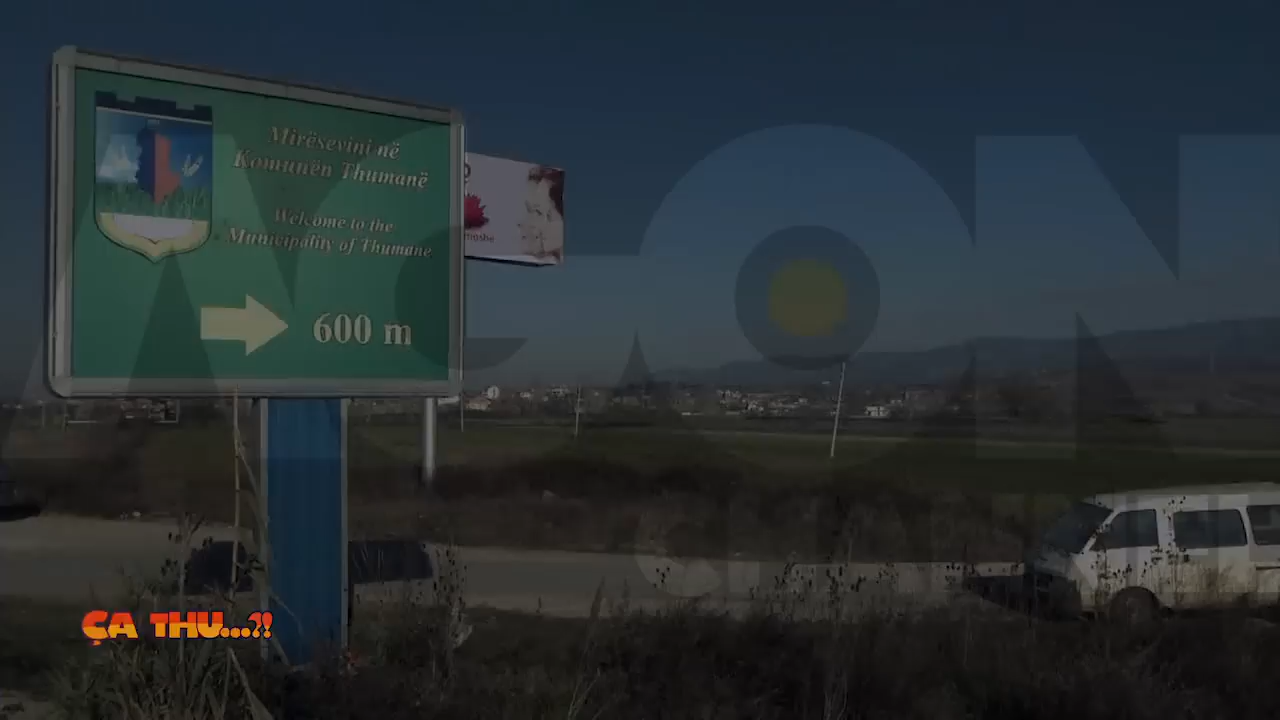 Mirësevini në
Komunën Thumanë
Welcome to the
Municipality of Thumane
600 m
ÇA THU...?!